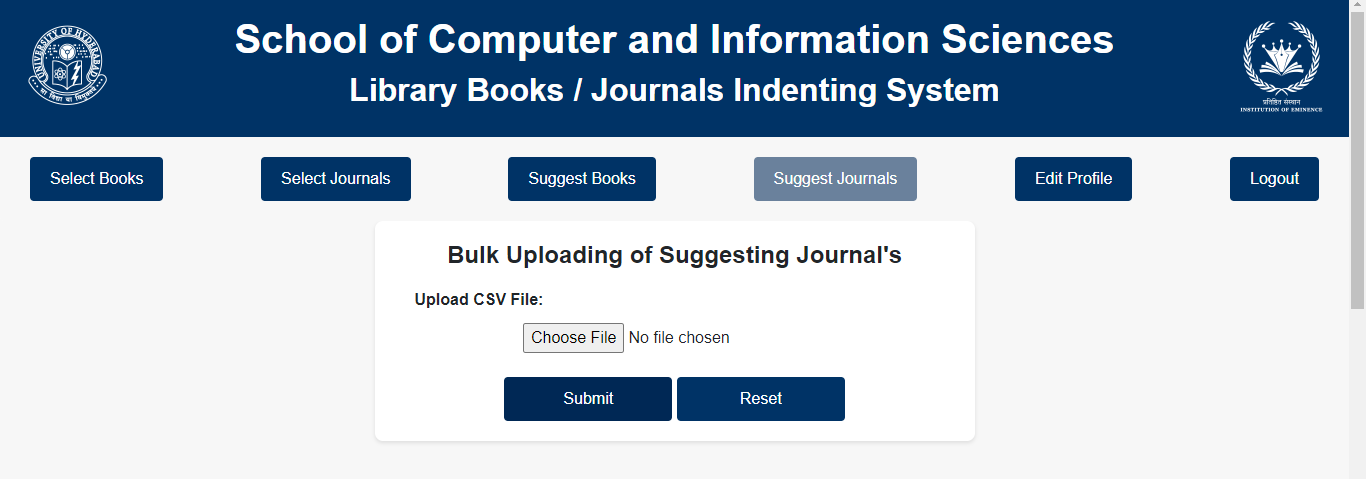 UNIVERSITY OF HYDERABAD
School of Computer and Information Sciences
Library Books / Journals Indenting System
प्रतिष्ठित संस्थान
INSTITUTION OF EMINENCE
Select Books
Select Journals
Suggest Books
Suggest Journals
Edit Profile
Logout
Bulk Uploading of Suggesting Journal's
Upload CSV File:
Choose File No file chosen
Submit
Reset